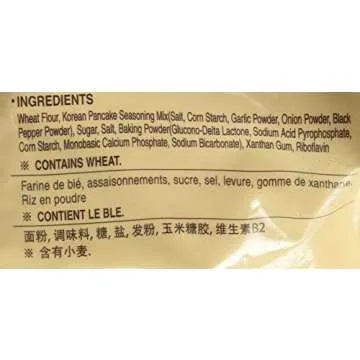 •INGREDIENTS
Wheat Flour, Korean Pancake Seasoning Mix(Salt, Corn Starch, Garlic Powder, Onion Powder, Black
Pepper Powder), Sugar, Salt, Baking Powder(Glucono-Delta Lactone, Sodium Acid Pyrophosphate,
Corn Starch, Monobasic Calcium Phosphate, Sodium Bicarbonate), Xanthan Gum, Riboflavin
※ CONTAINS WHEAT.
Farine de blé, assaisonnements, sucre, sel, levure, gomme de xanthane,
Riz en poudre
※ CONTIENT LE BLE.
面粉, 调味料, 糖, 盐, 发粉, 玉米糖胶, 维生素B2
※ 含有小麦.